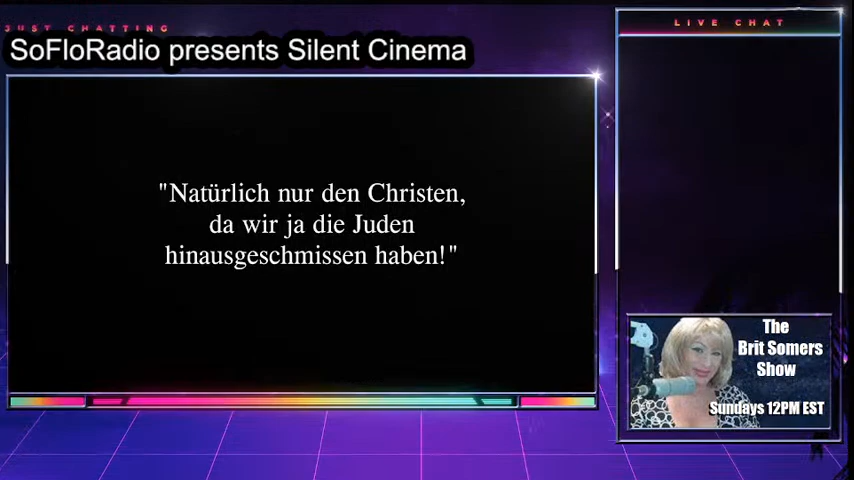 JUST CHATTING
LIVE CHAT
SoFloRadio presents Silent Cinema
"Natürlich nur den Christen,
da wir ja die Juden
hinausgeschmissen haben!"
The
Brit Somers
Show
Sundays 12PM EST